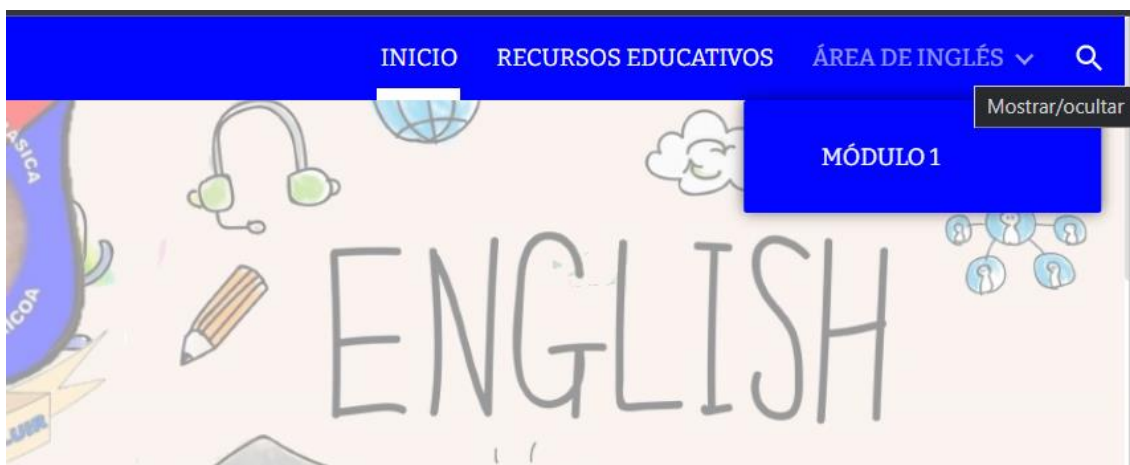 INICIO RECURSOS EDUCATIVOS ÁREA DE INGLÉS
Mostrar/ocultar
MÓDULO 1
ENGLISH